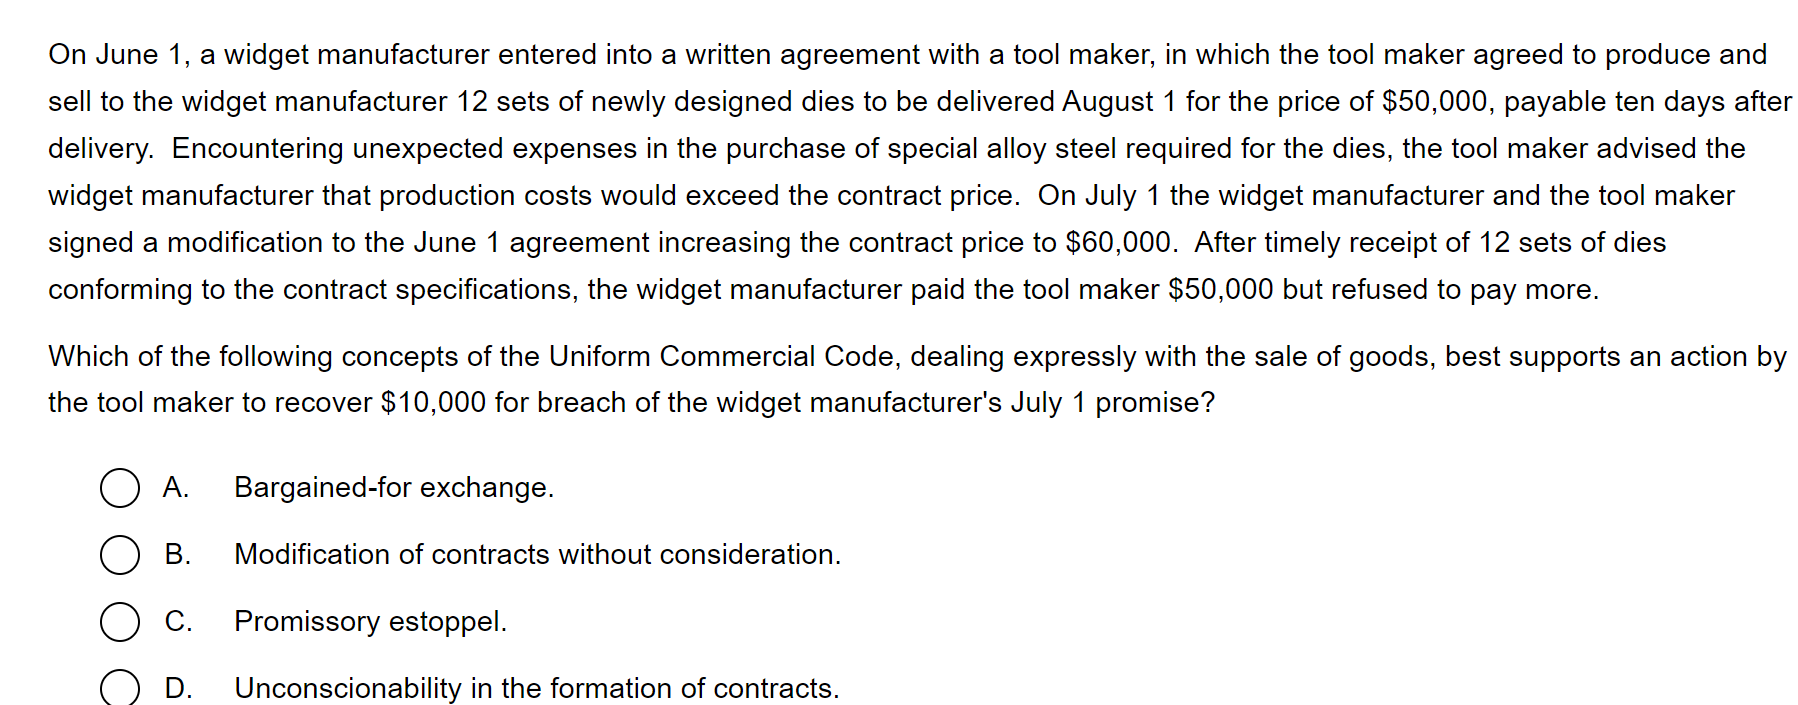 On June 1, a widget manufacturer entered into a written agreement with a tool maker, in which the tool maker agreed to produce and
sell to the widget manufacturer 12 sets of newly designed dies to be delivered August 1 for the price of $50,000, payable ten days after
delivery.  Encountering unexpected expenses in the purchase of special alloy steel required for the dies, the tool maker advised the
widget manufacturer that production costs would exceed the contract price.  On July 1 the widget manufacturer and the tool maker
signed a modification to the June 1 agreement increasing the contract price to $60,000.  After timely receipt of 12 sets of dies
conforming to the contract specifications, the widget manufacturer paid the tool maker $50,000 but refused to pay more.
Which of the following concepts of the Uniform Commercial Code, dealing expressly with the sale of goods, best supports an action by
the tool maker to recover $10,000 for breach of the widget manufacturer's July 1 promise?
A. Bargained-for exchange.
B. Modification of contracts without consideration.
C. Promissory estoppel.
D. Unconscionability in the formation of contracts.